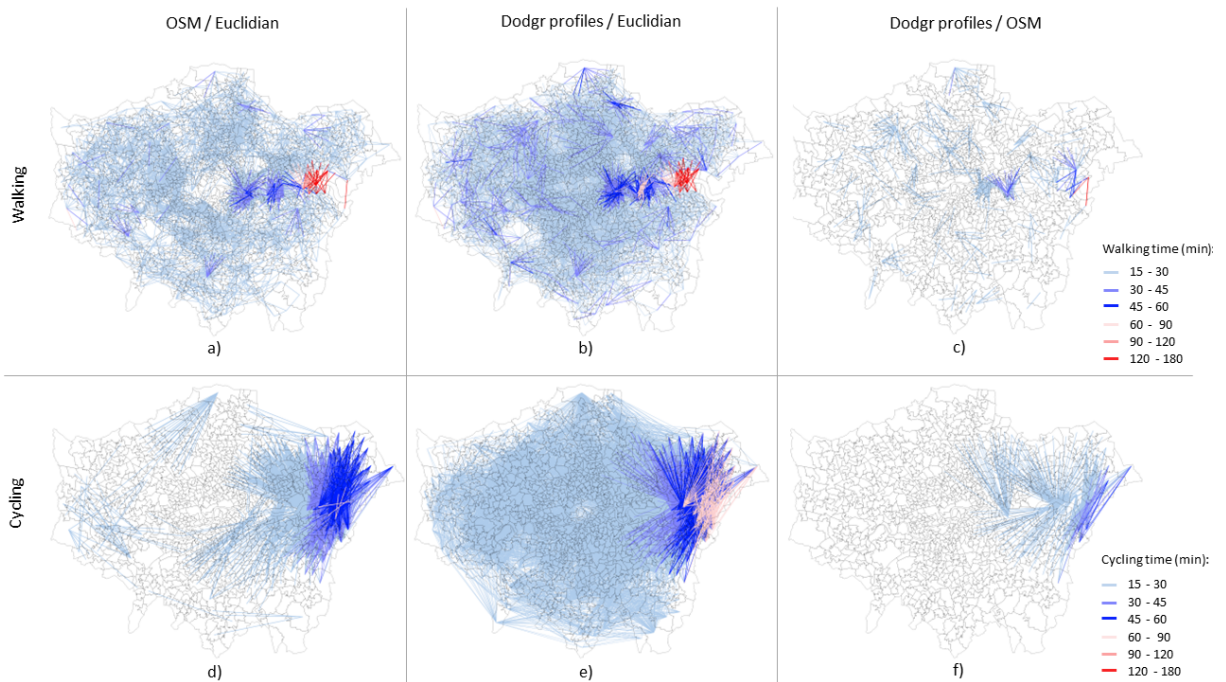 OSM / Euclidian
Dodgr profiles / Euclidian
Dodgr profiles / OSM
Walking
Walking time (min):
15 - 30
30 - 45
45 - 60
60 - 90
90 - 120
120 - 180
a)
b)
c)
Cycling
Cycling time (min):
15 - 30
30 - 45
45 - 60
60 - 90
90 - 120
120 - 180
d)
e)
f)